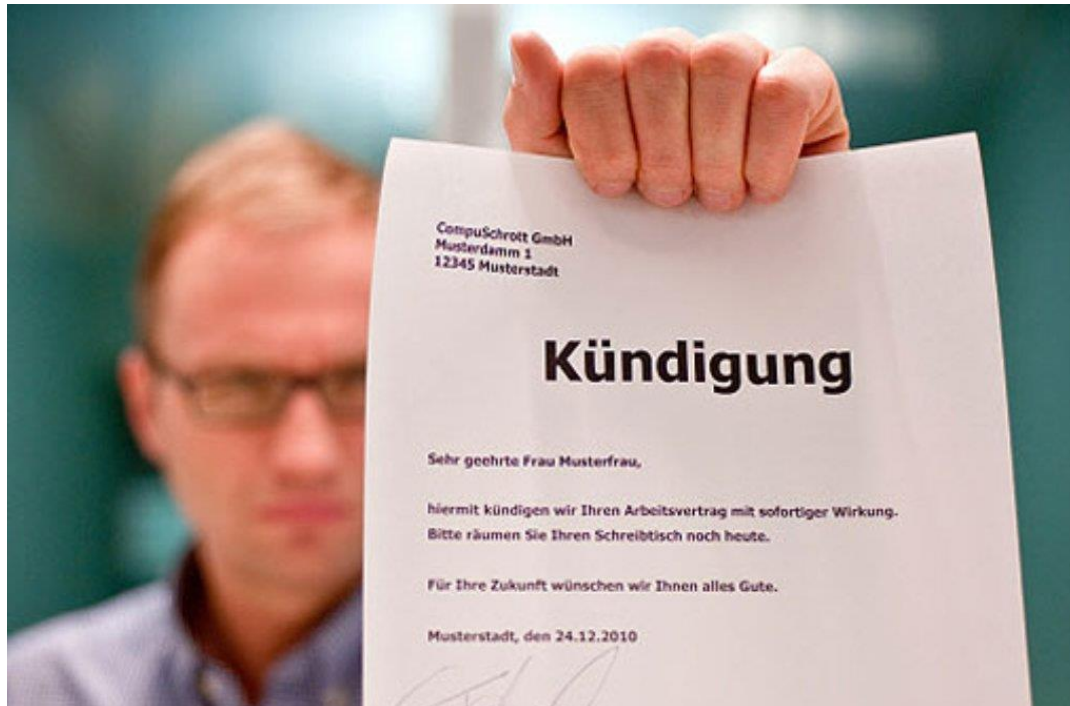 CompuSchrott GmbH
Musterdamm 1
12345 Musterstadt
Kündigung
Sehr geehrte Frau Musterfrau,
hiermit kündigen wir Ihren Arbeitsvertrag mit sofortiger Wirkung.
Bitte räumen Sie Ihren Schreibtisch noch heute.
Für Ihre Zukunft wünschen wir Ihnen alles Gute.
Musterstadt, den 24.12.2010